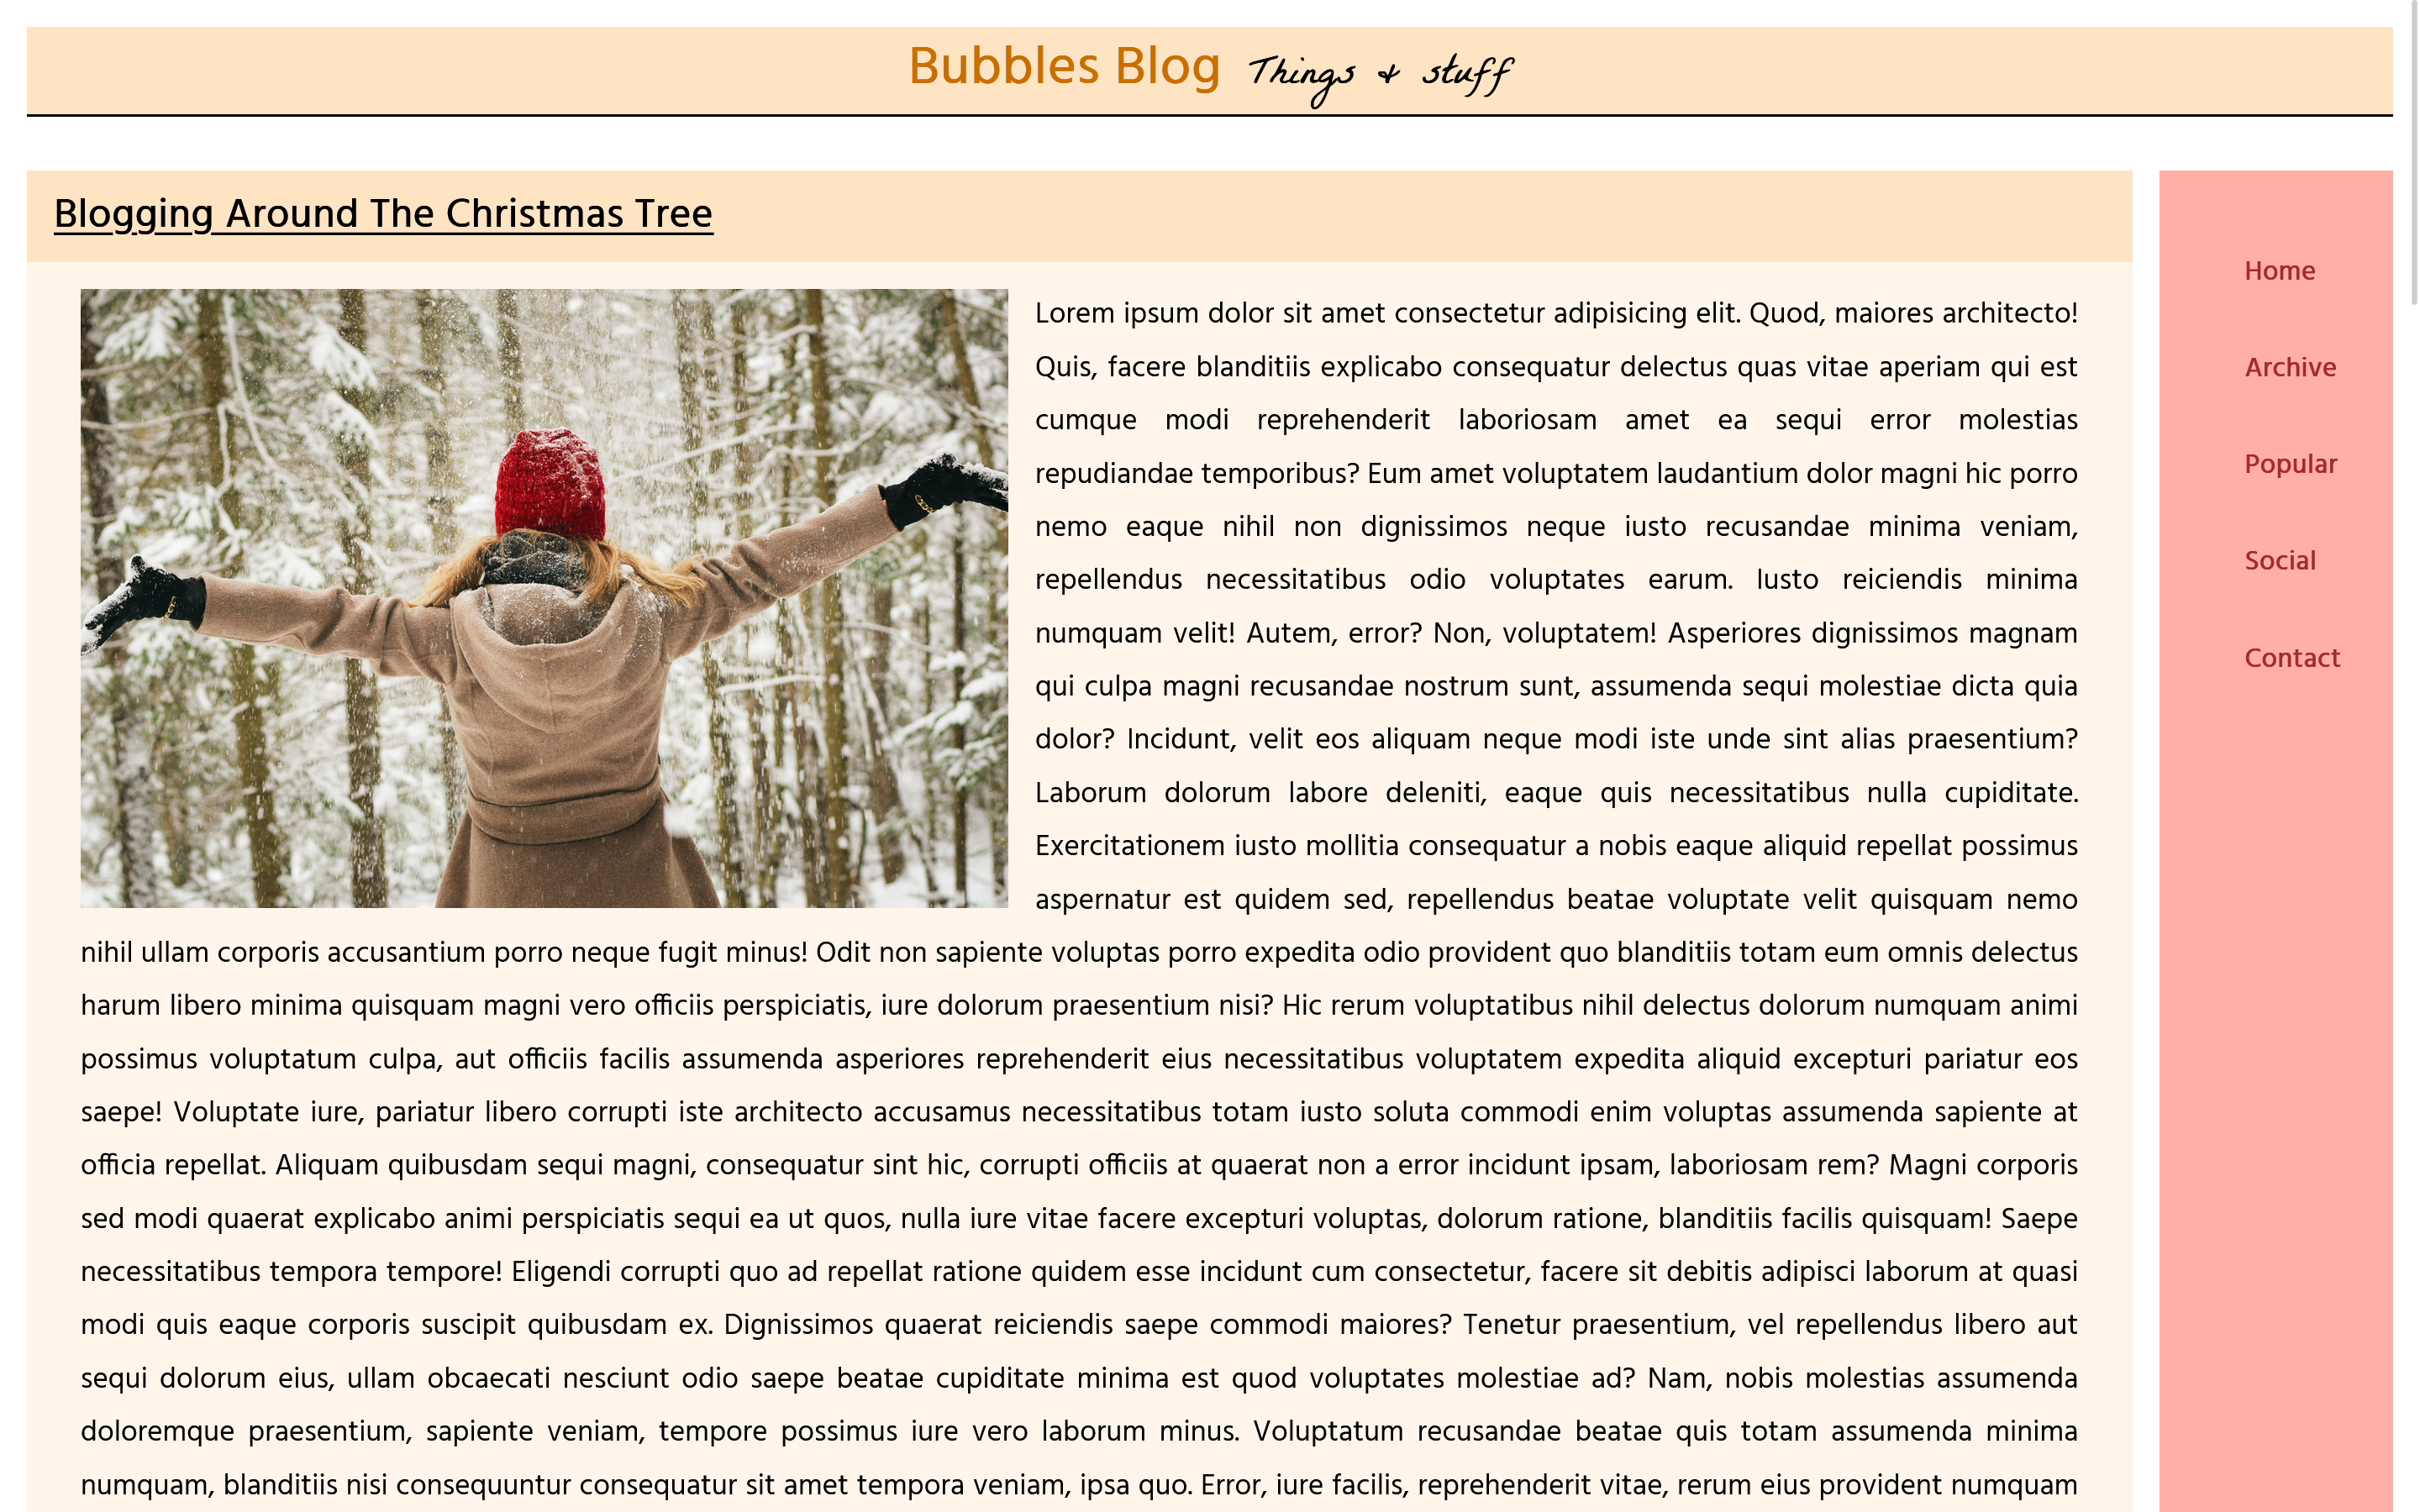 Bubbles Blog Things & stuff
Blogging Around The Christmas Tree
Lorem ipsum dolor sit amet consectetur adipisicing elit. Quod, maiores architecto!
Quis, facere blanditiis explicabo consequatur delectus quas vitae aperiam qui est
cumque modi reprehenderit laboriosam amet ea sequi error molestias
repudiandae temporibus? Eum amet voluptatem laudantium dolor magni hic porro
nemo eaque nihil non dignissimos neque iusto recusandae minima veniam,
repellendus necessitatibus odio voluptates earum. Iusto reiciendis minima
numquam velit! Autem, error? Non, voluptatem! Asperiores dignissimos magnam
qui culpa magni recusandae nostrum sunt, assumenda sequi molestiae dicta quia
dolor? Incidunt, velit eos aliquam neque modi iste unde sint alias praesentium?
Laborum dolorum labore deleniti, eaque quis necessitatibus nulla cupiditate.
Exercitationem iusto mollitia consequatur a nobis eaque aliquid repellat possimus
aspernatur est quidem sed, repellendus beatae voluptate velit quisquam nemo
nihil ullam corporis accusantium porro neque fugit minus! Odit non sapiente voluptas porro expedita odio provident quo blanditiis totam eum omnis delectus
harum libero minima quisquam magni vero officiis perspiciatis, iure dolorum praesentium nisi? Hic rerum voluptatibus nihil delectus dolorum numquam animi
possimus voluptatum culpa, aut officiis facilis assumenda asperiores reprehenderit eius necessitatibus voluptatem expedita aliquid excepturi pariatur eos
saepe! Voluptate iure, pariatur libero corrupti iste architecto accusamus necessitatibus totam iusto soluta commodi enim voluptas assumenda sapiente at
officia repellat. Aliquam quibusdam sequi magni, consequatur sint hic, corrupti officiis at quaerat non a error incidunt ipsam, laboriosam rem? Magni corporis
sed modi quaerat explicabo animi perspiciatis sequi ea ut quos, nulla iure vitae facere excepturi voluptas, dolorum ratione, blanditiis facilis quisquam! Saepe
necessitatibus tempora tempore! Eligendi corrupti quo ad repellat ratione quidem esse incidunt cum consectetur, facere sit debitis adipisci laborum at quasi
modi quis eaque corporis suscipit quibusdam ex. Dignissimos quaerat reiciendis saepe commodi maiores? Tenetur praesentium, vel repellendus libero aut
sequi dolorum eius, ullam obcaecati nesciunt odio saepe beatae cupiditate minima est quod voluptates molestiae ad? Nam, nobis molestias assumenda
doloremque praesentium, sapiente veniam, tempore possimus iure vero laborum minus. Voluptatum recusandae beatae quis totam assumenda minima
numquam, blanditiis nisi consequuntur consequatur sit amet tempora veniam, ipsa quo. Error, iure facilis, reprehenderit vitae, rerum eius provident numquam
Home
Archive
Popular
Social
Contact